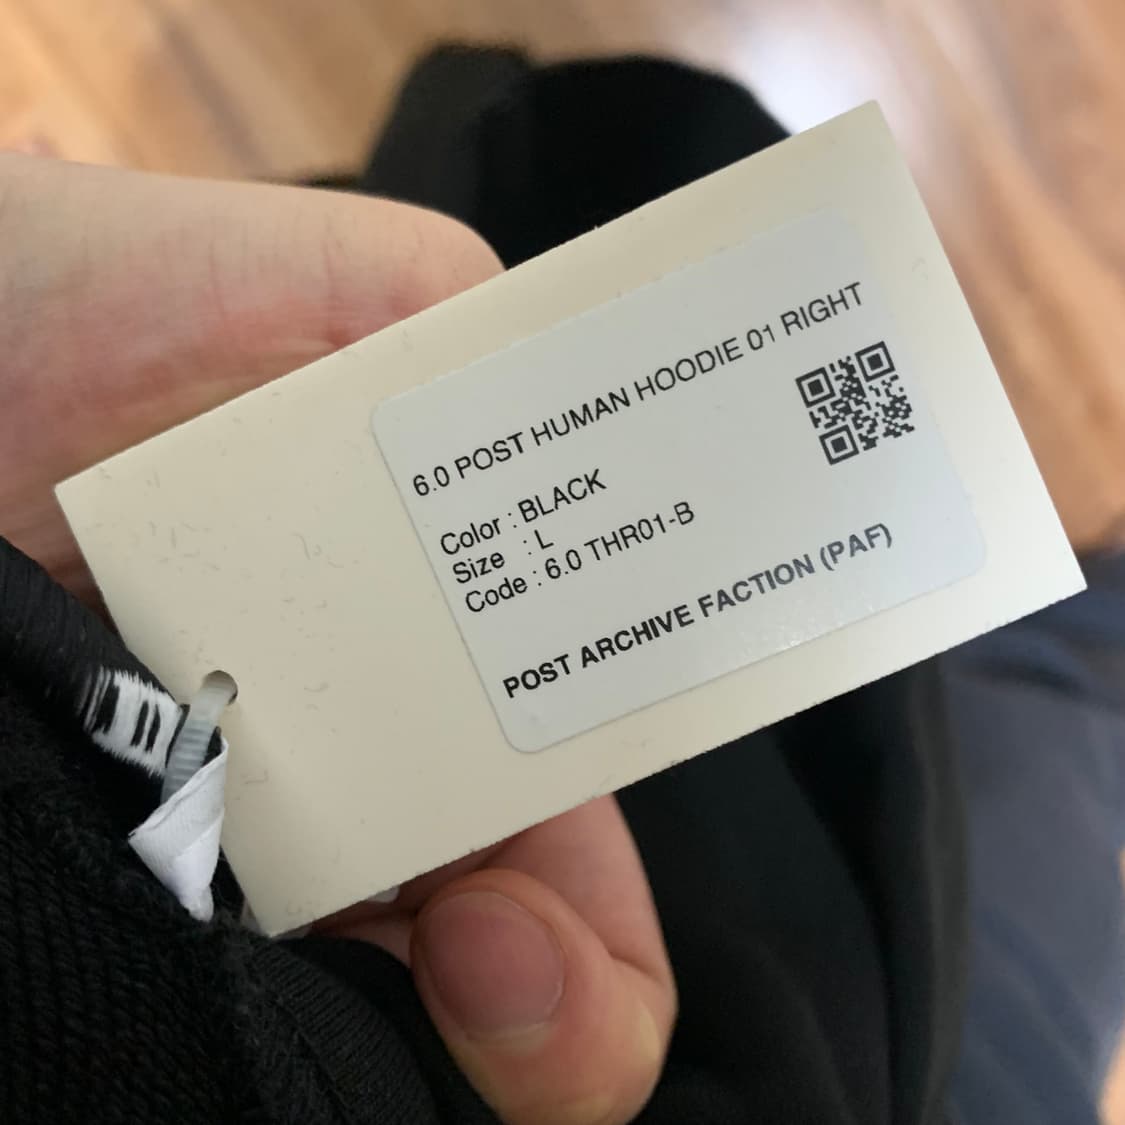 6.0 POST HUMAN HOODIE 01 RIGHT
Color : BLACK
Size : L
Code : 6.0 THR01-B
POST ARCHIVE FACTION (PAF)